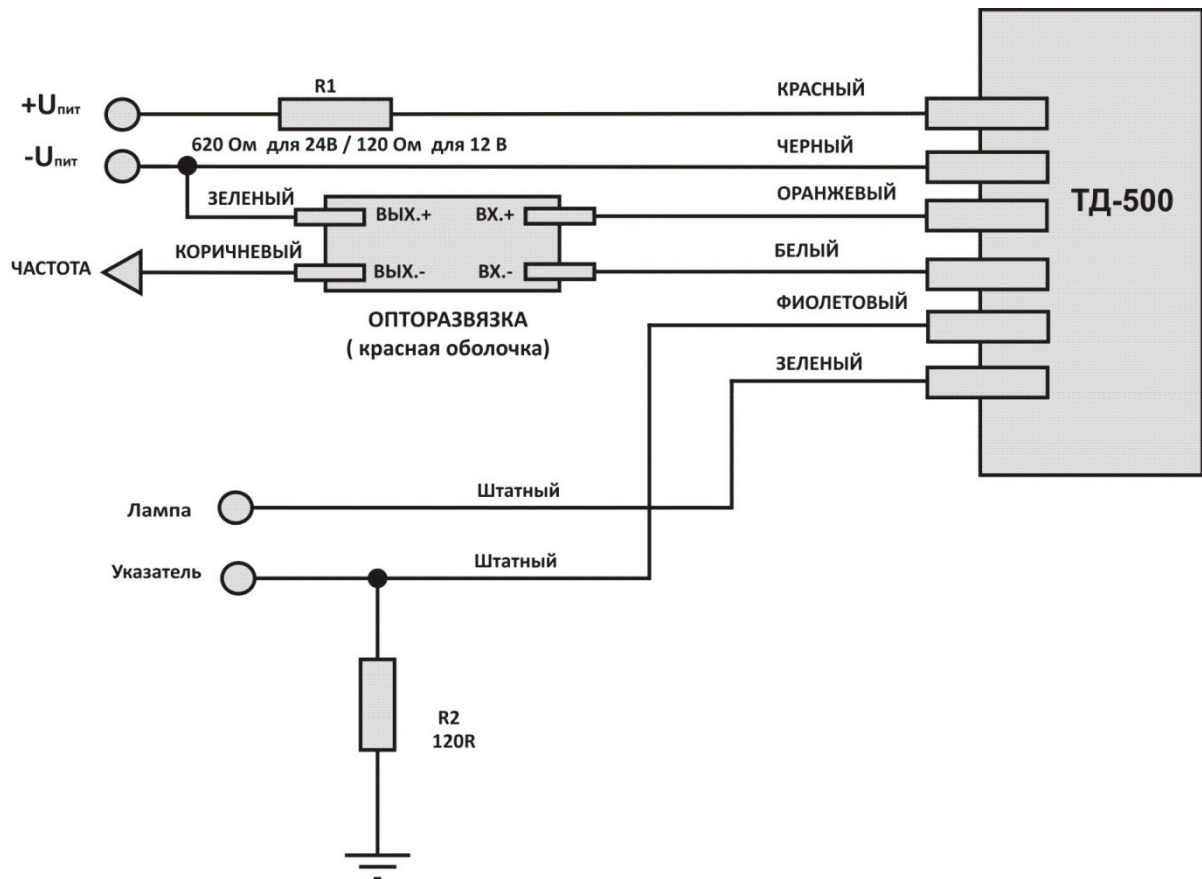 R1
КРАСНЫЙ
+Uпит
620 Ом для 24В / 120 Ом для 12 В
ЧЕРНЫЙ
-Uпит
ЗЕЛЕНЫЙ
ВЫХ.+
ВХ.+
ОРАНЖЕВЫЙ
ТД-500
ЧАСТОТА
КОРИЧНЕВЫЙ
ВЫХ.-
ВХ.-
БЕЛЫЙ
ОПТОРАЗВЯЗКА
( красная оболочка)
ФИОЛЕТОВЫЙ
ЗЕЛЕНЫЙ
Лампа
Штатный
Указатель
Штатный
R2
120R